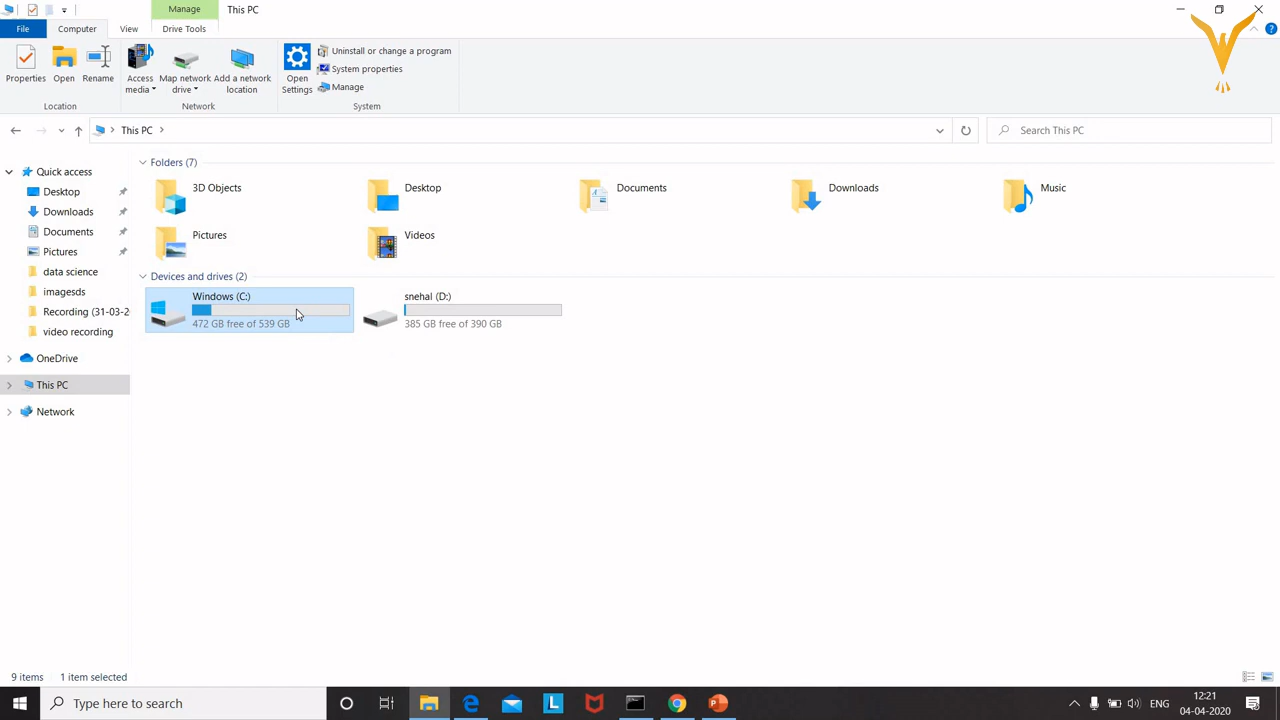 Manage
This PC
File
Computer
View
Drive Tools
Properties
Open
Rename
Access media
Map network drive
Add a network location
Open Settings
Uninstall or change a program
System properties
Manage
Location
Network
System
This PC
Search This PC
Quick access
Desktop
Downloads
Documents
Pictures
data science
imagesds
Recording (31-03-2
video recording
OneDrive
This PC
Network
Folders (7)
3D Objects
Desktop
Documents
Downloads
Music
Pictures
Videos
Devices and drives (2)
Windows (C:)
472 GB free of 539 GB
snehal (D:)
385 GB free of 390 GB
9 items
1 item selected
Type here to search
L
ENG
12:21
04-04-2020